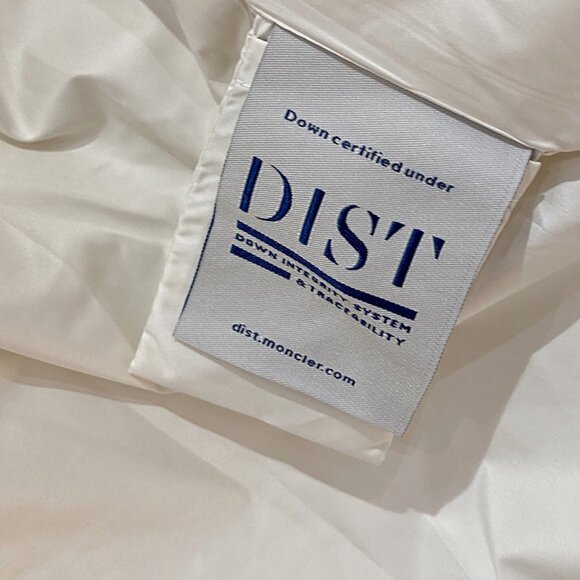 Down certified under
DIST
DOWN INTEGRITY SYSTEM
& TRACEABILITY
dist.moncler.com